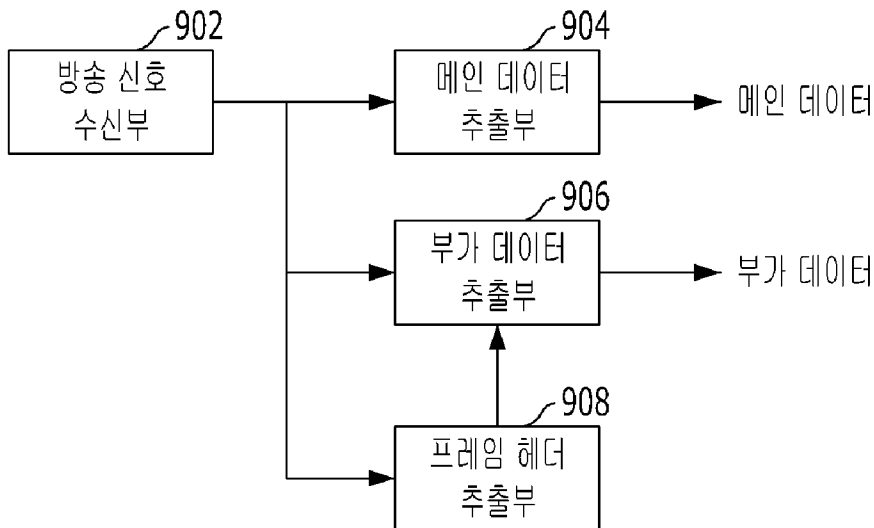 902
방송 신호
수신부
904
메인 데이터
추출부
메인 데이터
906
부가 데이터
추출부
부가 데이터
908
프레임 헤더
추출부